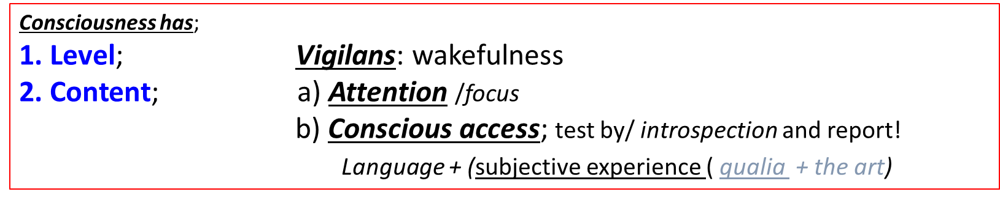 Consciousness has;
1. Level; Vigilans: wakefulness
2. Content; a) Attention /focus
b) Conscious access; test by/ introspection and report!
Language + (subjective experience ( qualia + the art)